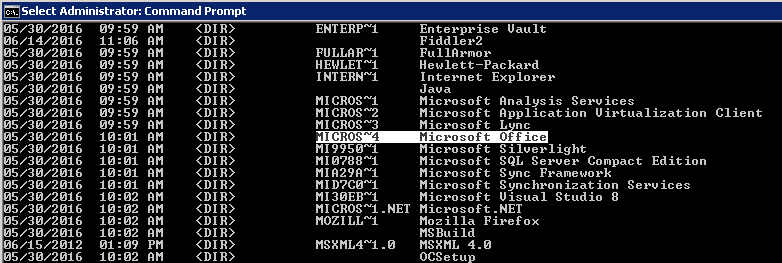 Select Administrator: Command Prompt
05/30/2016 09:59 AM <DIR> ENTERP~1 Enterprise Vault
06/14/2016 11:06 AM <DIR> Fiddler2
05/30/2016 09:59 AM <DIR> FULLAR~1 FullArmor
05/30/2016 09:59 AM <DIR> HEWLET~1 Hewlett-Packard
05/30/2016 09:59 AM <DIR> INTERN~1 Internet Explorer
05/30/2016 09:59 AM <DIR> Java
05/30/2016 09:59 AM <DIR> MICROS~1 Microsoft Analysis Services
05/30/2016 09:59 AM <DIR> MICROS~2 Microsoft Application Virtualization Client
05/30/2016 09:59 AM <DIR> MICROS~3 Microsoft Lync
05/30/2016 10:01 AM <DIR> MICROS~4 Microsoft Office
05/30/2016 10:01 AM <DIR> MI9950~1 Microsoft Silverlight
05/30/2016 10:01 AM <DIR> MI0788~1 Microsoft SQL Server Compact Edition
05/30/2016 10:01 AM <DIR> MIA29A~1 Microsoft Sync Framework
05/30/2016 10:01 AM <DIR> MID7C0~1 Microsoft Synchronization Services
05/30/2016 10:02 AM <DIR> MI30EB~1 Microsoft Visual Studio 8
05/30/2016 10:02 AM <DIR> MICROS~1.NET Microsoft.NET
05/30/2016 10:02 AM <DIR> MOZILL~1 Mozilla Firefox
05/30/2016 10:02 AM <DIR> MSBuild
06/15/2012 01:09 PM <DIR> MSXML4~1.0 MSXML 4.0
05/30/2016 10:02 AM <DIR> OCSetup